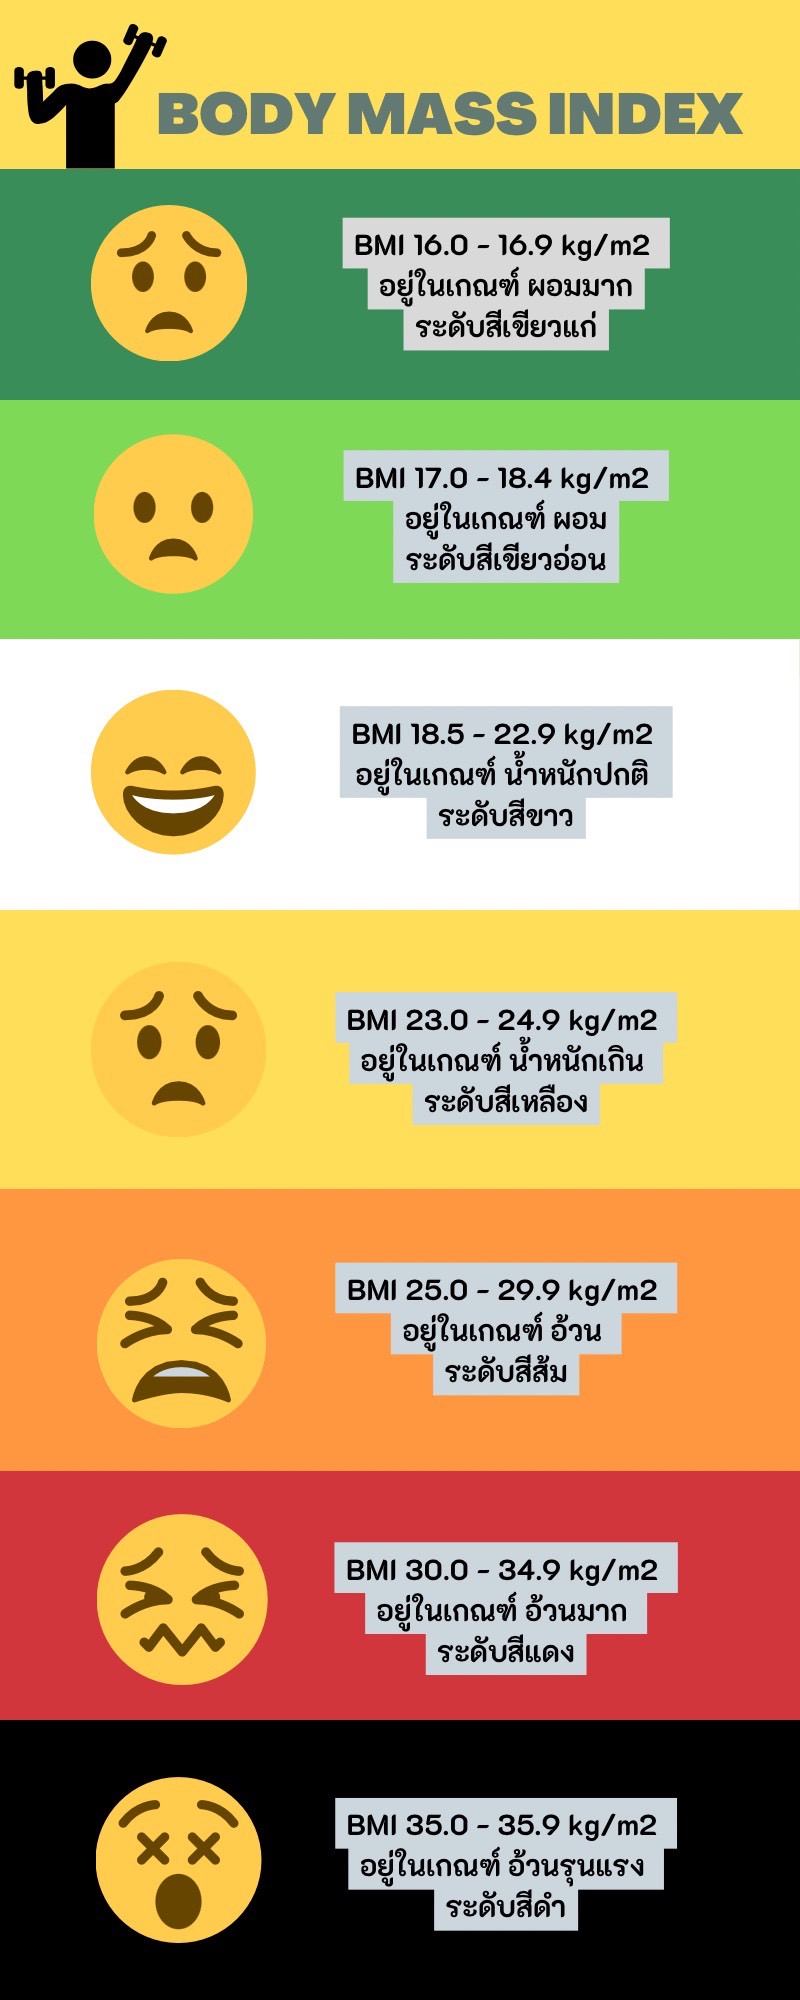 BODY MASS INDEX
BMI 16.0 - 16.9 kg/m2
อยู่ในเกณฑ์ ผอมมาก
ระดับสีเขียวแก่
BMI 17.0 - 18.4 kg/m2
อยู่ในเกณฑ์ ผอม
ระดับสีเขียวอ่อน
BMI 18.5 - 22.9 kg/m2
อยู่ในเกณฑ์ น้ำหนักปกติ
ระดับสีขาว
BMI 23.0 - 24.9 kg/m2
อยู่ในเกณฑ์ น้ำหนักเกิน
ระดับสีเหลือง
BMI 25.0 - 29.9 kg/m2
อยู่ในเกณฑ์ อ้วน
ระดับสีส้ม
BMI 30.0 - 34.9 kg/m2
อยู่ในเกณฑ์ อ้วนมาก
ระดับสีแดง
BMI 35.0 - 35.9 kg/m2
อยู่ในเกณฑ์ อ้วนรุนแรง
ระดับสีดำ